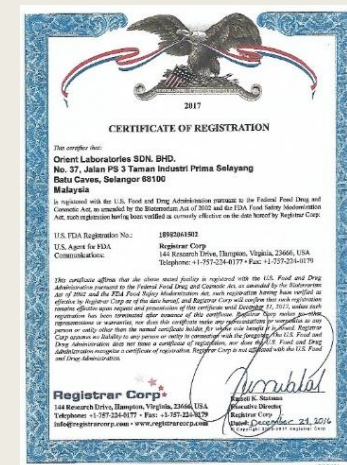 2017
CERTIFICATE OF REGISTRATION
This certifies that:
Orient Laboratories SDN. BHD.
No. 37, Jalan PS 3 Taman Industri Prima Selayang
Batu Caves, Selangor 68100
Malaysia
is registered with the U.S. Food and Drug Administration pursuant to the Federal Food Drug and
Cosmetic Act, as amended by the Bioterrorism Act of 2002 and the FDA Food Safety Modernization
Act, such registration having been verified as currently effective on the date hereof by Registrar Corp:
U.S. FDA Registration No.: 18982061502
U.S. Agent for FDA Registrar Corp
Communications: 144 Research Drive, Hampton, Virginia, 23666, USA
Telephone: +1-757-224-0177 • Fax: +1-757-224-0179
This certificate affirms that the above stated facility is registered with the U.S. Food and Drug
Administration pursuant to the Federal Food Drug and Cosmetic Act, as amended by the Bioterrorism
Act of 2002 and the FDA Food Safety Modernization Act, such registration having been verified as
effective by Registrar Corp as of the date hereof, and Registrar Corp will confirm that such registration
remains effective upon request and presentation of this certificate until December 31, 2017, unless such
registration has been terminated after issuance of this certificate. Registrar Corp makes no other
representations or warranties, nor does this certificate make any representations or warranties to any
person or entity other than the named certificate holder, for whose sole benefit it is issued. Registrar
Corp assumes no liability to any person or entity in connection with the foregoing. The U.S. Food and
Drug Administration does not issue a certificate of registration, nor does the U.S. Food and Drug
Administration recognize a certificate of registration. Registrar Corp is not affiliated with the U.S. Food
and Drug Administration.
Registrar Corp
144 Research Drive, Hampton, Virginia, 23666, USA
Telephone: +1-757-224-0177 • Fax: +1-757-224-0179
info@registrarcorp.com • www.registrarcorp.com
Russell K. Statman
Executive Director
Registrar Corp
Dated: December 29, 2016